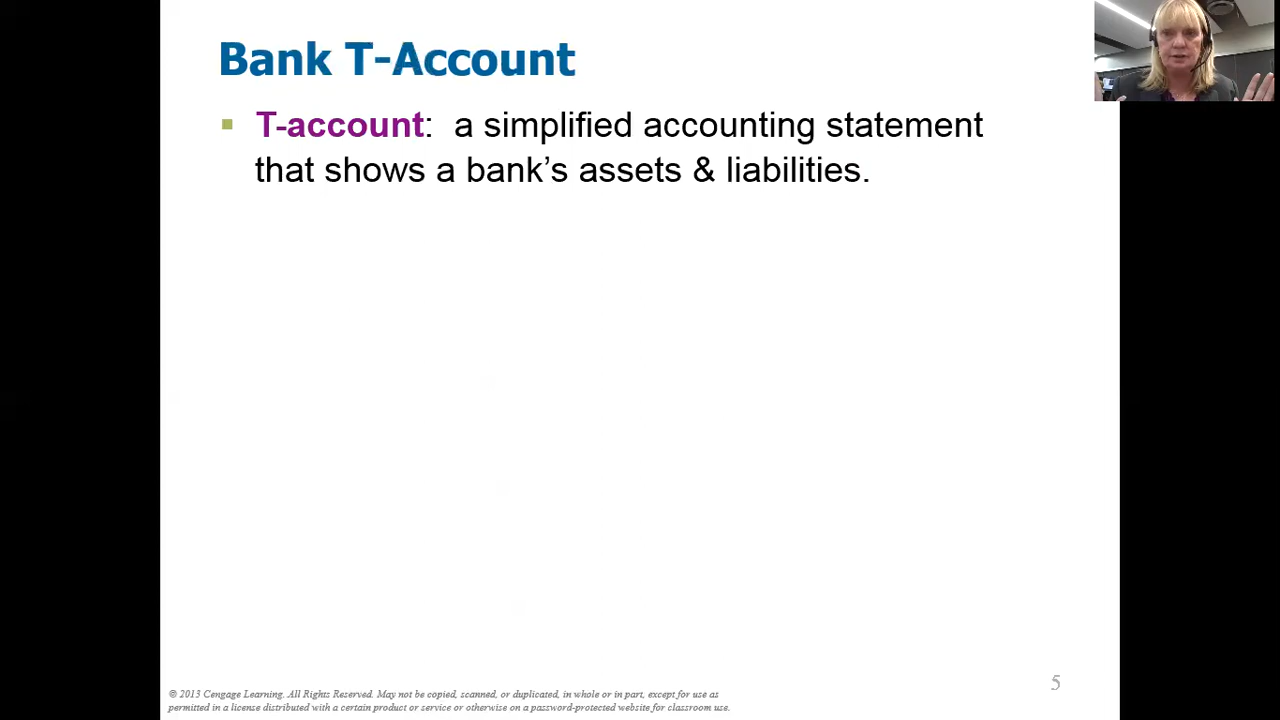 Bank T-Account
T-account: a simplified accounting statement
that shows a bank’s assets & liabilities.
© 2013 Cengage Learning. All Rights Reserved. May not be copied, scanned, or duplicated, in whole or in part, except for use as
permitted in a license distributed with a certain product or service or otherwise on a password-protected website for classroom use.
5